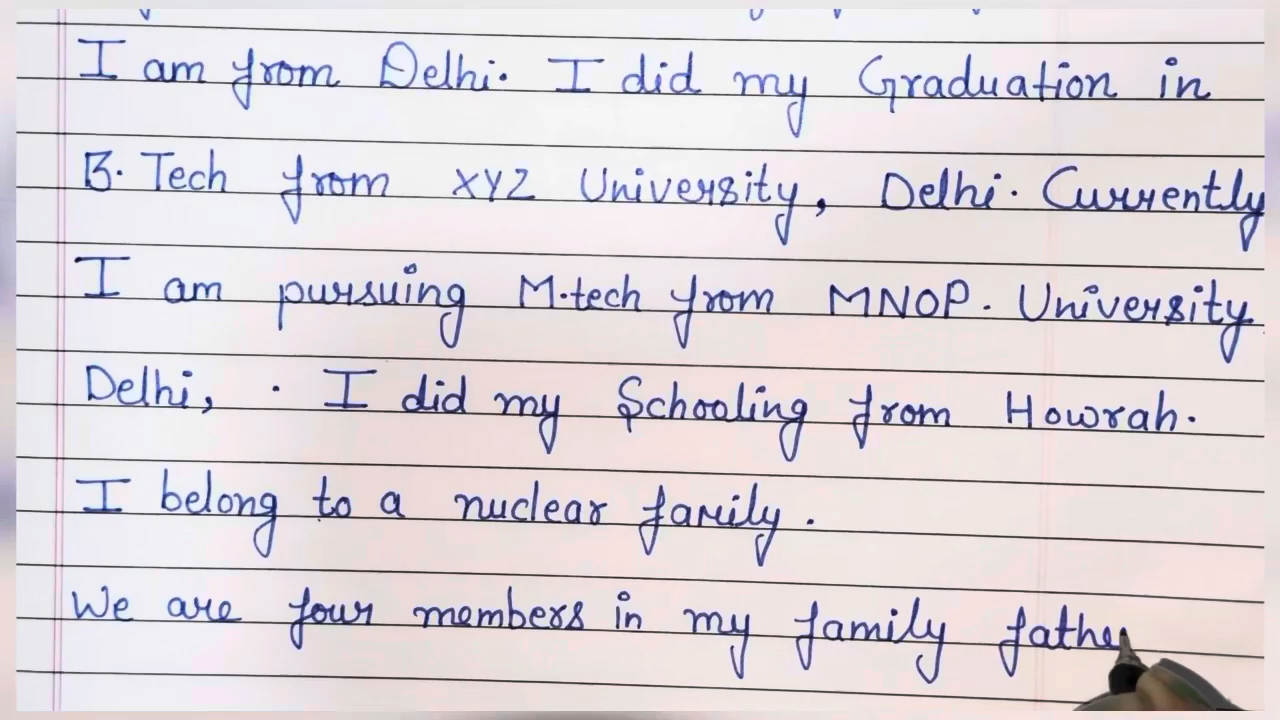 I am from Delhi. I did my Graduation in
B. Tech from XYZ University, Delhi. Currently
I am pursuing M.tech from MNOP. University
Delhi, . I did my Schooling from Howrah.
I belong to a nuclear family.
We are four members in my family fathe